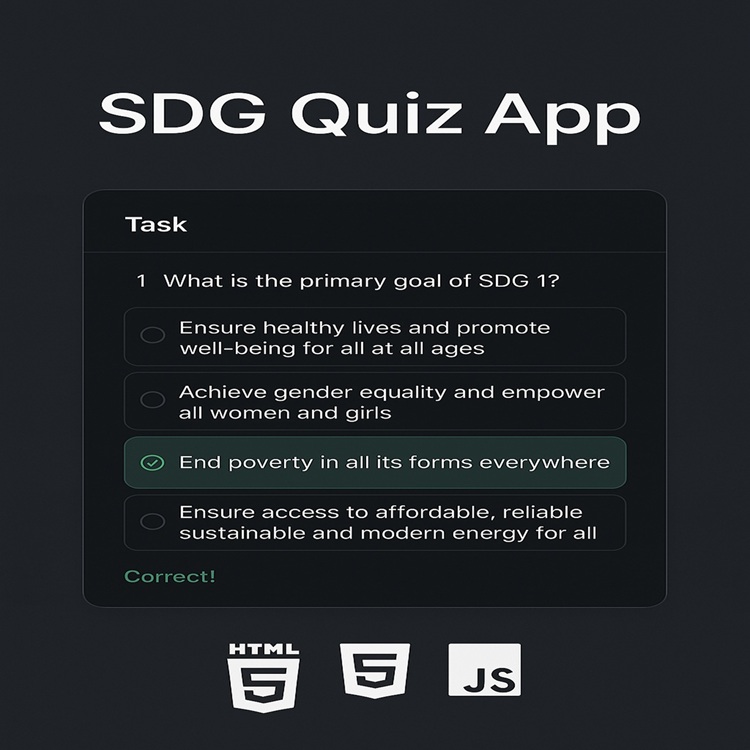 SDG Quiz App
Task
1 What is the primary goal of SDG 1?
Ensure healthy lives and promote
well-being for all at all ages
Achieve gender equality and empower
all women and girls
End poverty in all its forms everywhere
Ensure access to affordable, reliable
sustainable and modern energy for all
Correct!
HTML
5
5
JS